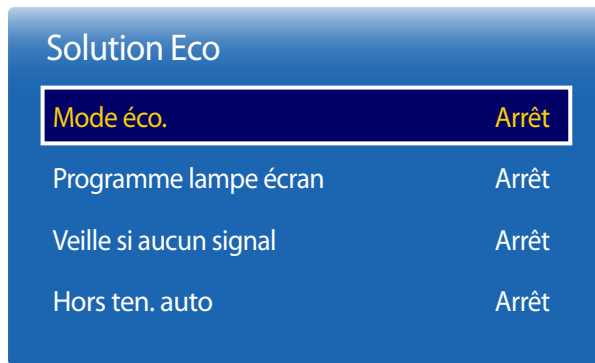 Solution Eco
Mode éco. Arrêt
Programme lampe écran Arrêt
Veille si aucun signal Arrêt
Hors ten. auto Arrêt